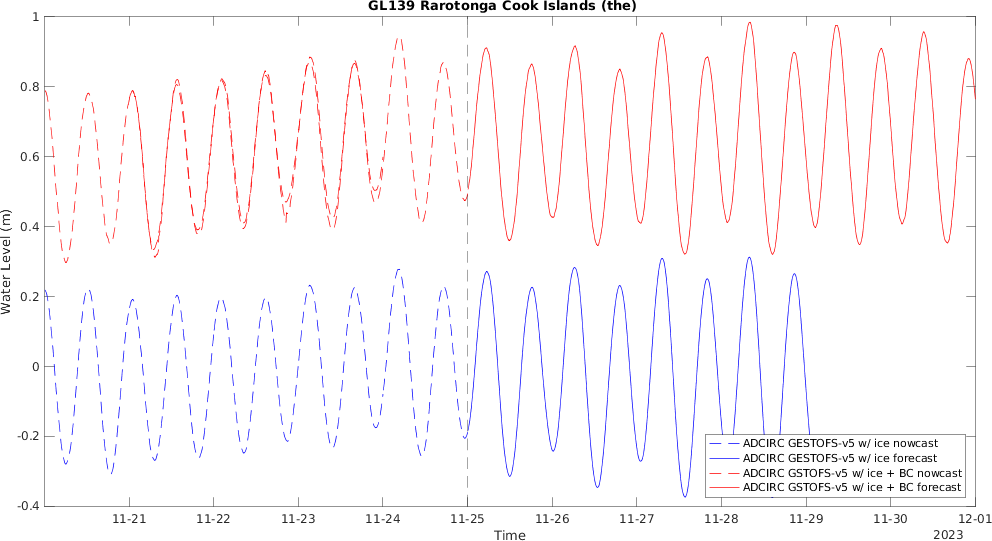 GL139 Rarotonga Cook Islands (the)
Water Level (m)
1
0.8
0.6
0.4
0.2
0
-0.2
-0.4
ADCIRC GESTOFS-v5 w/ ice nowcast
ADCIRC GESTOFS-v5 w/ ice forecast
ADCIRC GSTOFS-v5 w/ ice + BC nowcast
ADCIRC GSTOFS-v5 w/ ice + BC forecast
11-21 11-22 11-23 11-24 11-25 11-26 11-27 11-28 11-29 11-30 12-01
Time
2023